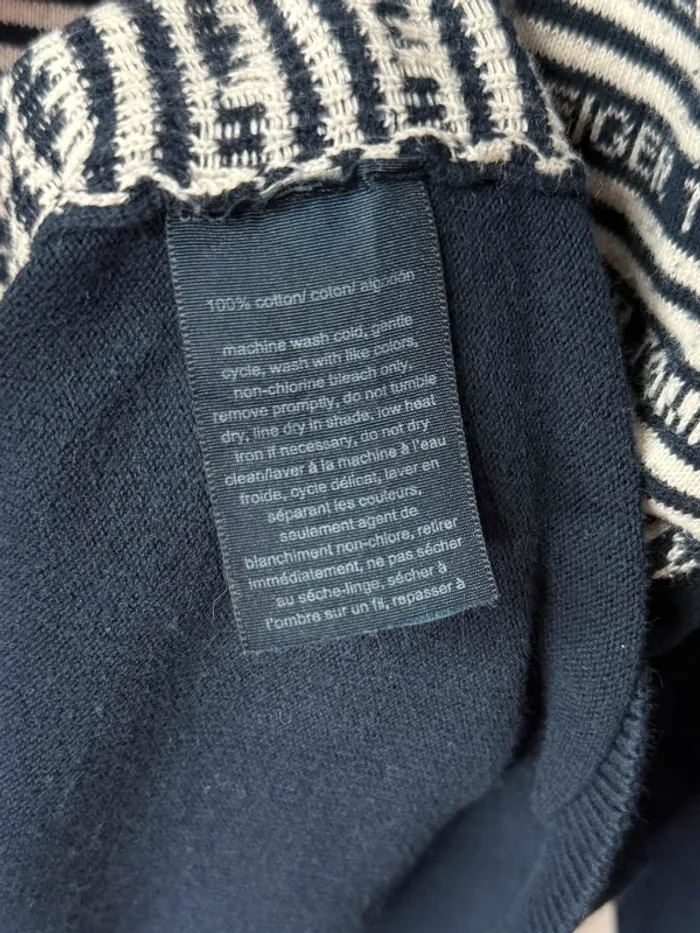 100% cotton/ coton/ algodón
machine wash cold, gentle
cycle, wash with like colors,
non-chlorine bleach only,
remove promptly, do not tumble
dry, line dry in shade, low heat
iron if necessary, do not dry
clean/laver à la machine à l'eau
froide, cycle délicat, laver en
séparant les couleurs,
seulement agent de
blanchiment non-chlore, retirer
immédiatement, ne pas sécher
au séche-linge, sécher à
l'ombre sur un fil, repasser à